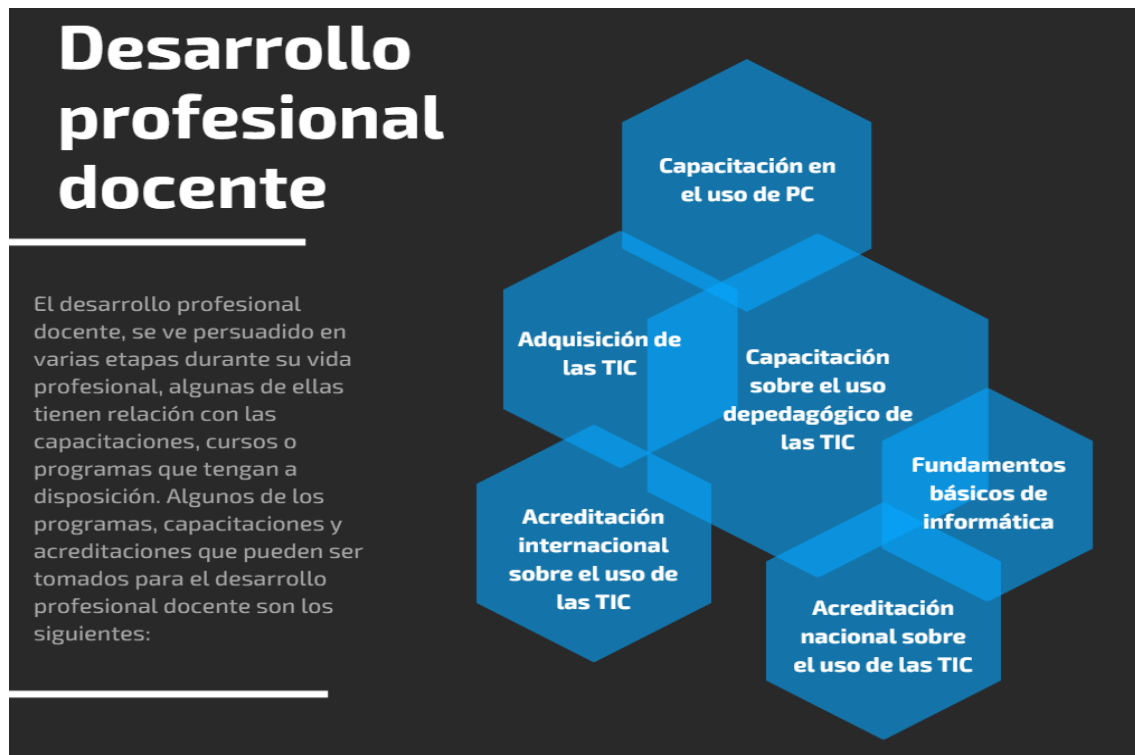 Desarrollo
profesional
docente
El desarrollo profesional
docente, se ve persuadido en
varias etapas durante su vida
profesional, algunas de ellas
tienen relación con las
capacitaciones, cursos o
programas que tengan a
disposición. Algunos de los
programas, capacitaciones y
acreditaciones que pueden ser
tomados para el desarrollo
profesional docente son los
siguientes:
Capacitación en
el uso de PC
Adquisición de
las TIC
Capacitación
sobre el uso
depedagógico de
las TIC
Fundamentos
básicos de
informática
Acreditación
internacional
sobre el uso de
las TIC
Acreditación
nacional sobre
el uso de las TIC